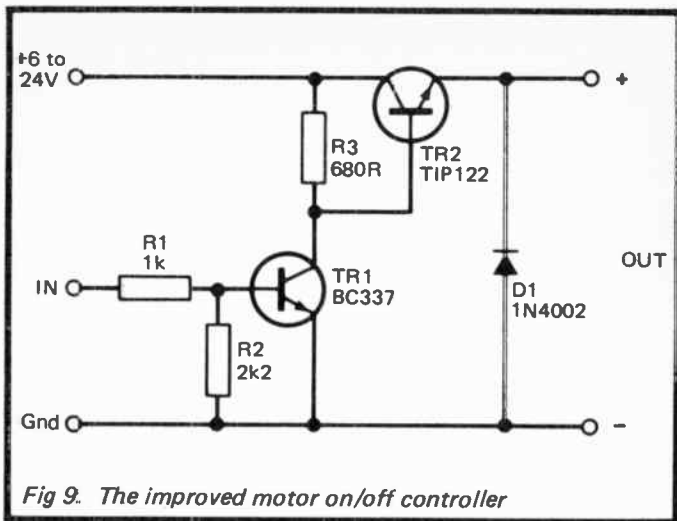 +6 to
24V
+
R3
680R
TR2
TIP122
R1
1k
IN
TR1
BC337
OUT
D1
1N4002
R2
2k2
Gnd
−
Fig 9. The improved motor on/off controller